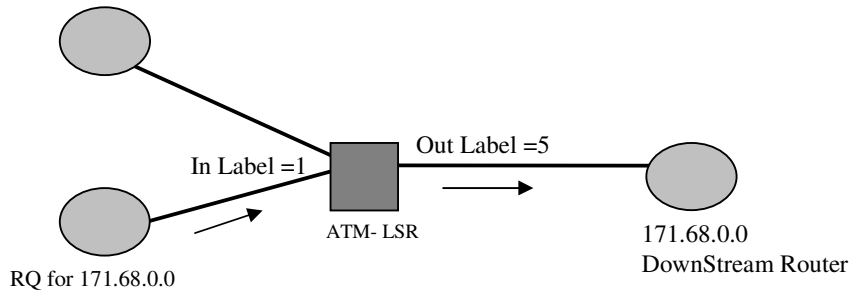 Out Label =5
In Label =1
ATM- LSR
171.68.0.0
DownStream Router
RQ for 171.68.0.0